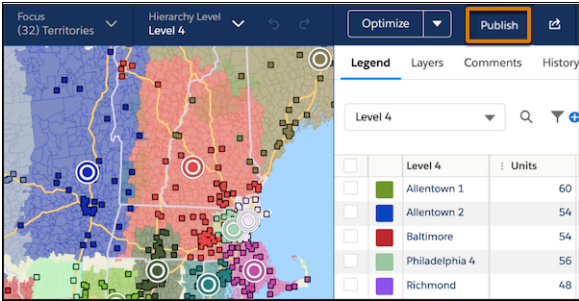 Focus
(32) Territories
Hierarchy Level
Level 4
Optimize
Publish
Legend Layers Comments History
Level 4
Level 4 Units
Allentown 1 60
Allentown 2 54
Baltimore 54
Philadelphia 4 56
Richmond 48